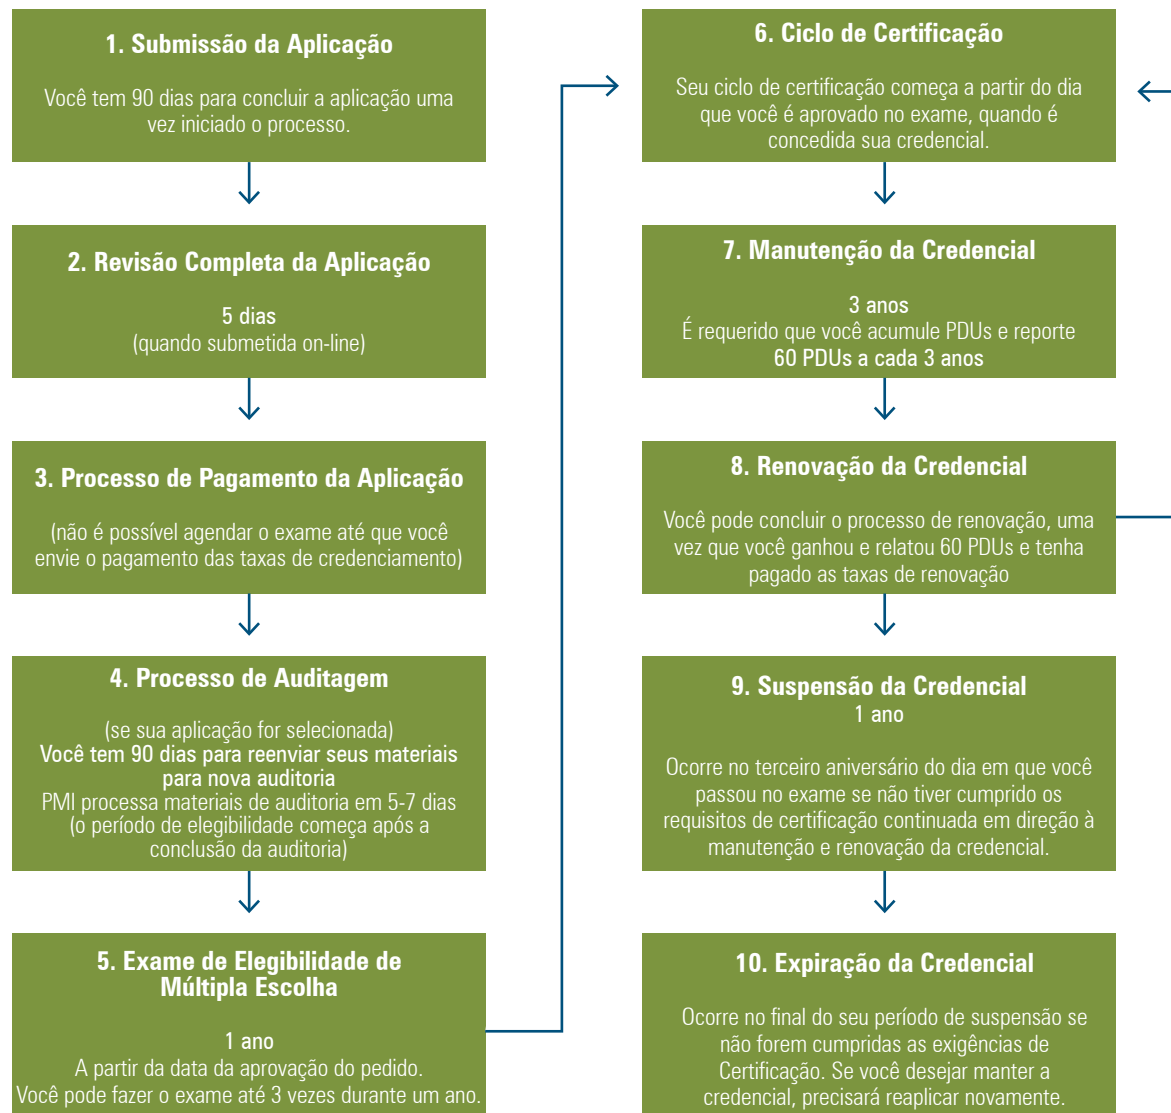 1. Submissão da Aplicação
Você tem 90 dias para concluir a aplicação uma
vez iniciado o processo.
2. Revisão Completa da Aplicação
5 dias
(quando submetida on-line)
3. Processo de Pagamento da Aplicação
(não é possível agendar o exame até que você
envie o pagamento das taxas de credenciamento)
4. Processo de Auditagem
(se sua aplicação for selecionada)
Você tem 90 dias para reenviar seus materiais
para nova auditoria
PMI processa materiais de auditoria em 5-7 dias
(o período de elegibilidade começa após a
conclusão da auditoria)
5. Exame de Elegibilidade de
Múltipla Escolha
1 ano
A partir da data da aprovação do pedido.
Você pode fazer o exame até 3 vezes durante um ano.
6. Ciclo de Certificação
Seu ciclo de certificação começa a partir do dia
que você é aprovado no exame, quando é
concedida sua credencial.
7. Manutenção da Credencial
3 anos
É requerido que você acumule PDUs e reporte
60 PDUs a cada 3 anos
8. Renovação da Credencial
Você pode concluir o processo de renovação, uma
vez que você ganhou e relatou 60 PDUs e tenha
pagado as taxas de renovação
9. Suspensão da Credencial
1 ano
Ocorre no terceiro aniversário do dia em que você
passou no exame se não tiver cumprido os
requisitos de certificação continuada em direção à
manutenção e renovação da credencial.
10. Expiração da Credencial
Ocorre no final do seu período de suspensão se
não forem cumpridas as exigências de
Certificação. Se você desejar manter a
credencial, precisará reaplicar novamente.